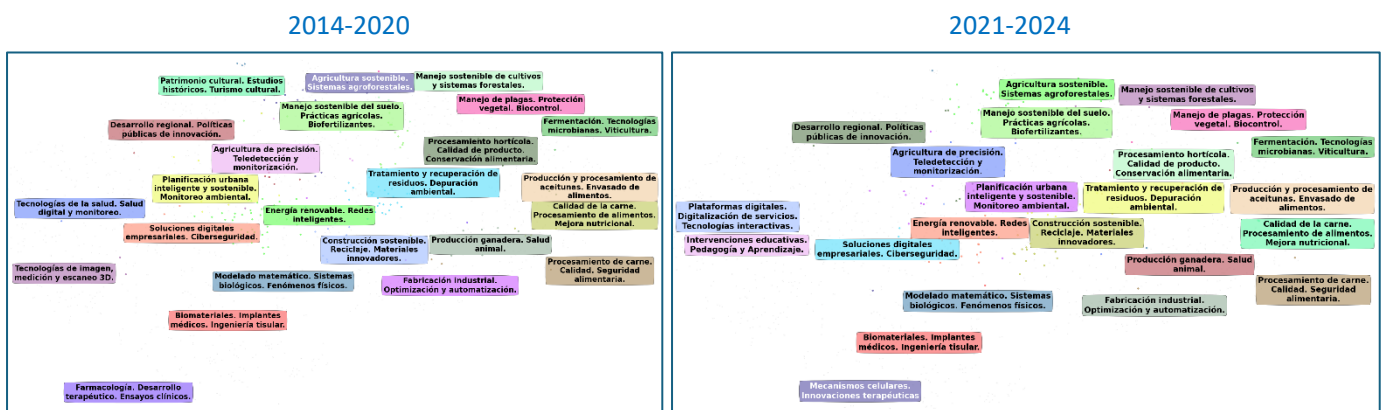 2014-2020
Patrimonio cultural. Estudios
históricos. Turismo cultural.
Agricultura sostenible.
Sistemas agroforestales.
Manejo sostenible de cultivos
y sistemas forestales.
Manejo sostenible del suelo.
Prácticas agrícolas.
Biofertilizantes.
Manejo de plagas. Protección
vegetal. Biocontrol.
Desarrollo regional. Políticas
públicas de innovación.
Fermentación. Tecnologías
microbianas. Viticultura.
Agricultura de precisión.
Teledetección y
monitorización.
Procesamiento hortícola.
Calidad de producto.
Conservación alimentaria.
Planificación urbana
inteligente y sostenible.
Monitoreo ambiental.
Tratamiento y recuperación de
residuos. Depuración
ambiental.
Producción y procesamiento de
aceitunas. Envasado de
alimentos.
Tecnologías de la salud. Salud
digital y monitoreo.
Energía renovable. Redes
inteligentes.
Calidad de la carne.
Procesamiento de alimentos.
Mejora nutricional.
Soluciones digitales
empresariales. Ciberseguridad.
Construcción sostenible.
Reciclaje. Materiales
innovadores.
Producción ganadera. Salud
animal.
Tecnologías de imagen,
medición y escaneo 3D.
Modelado matemático. Sistemas
biológicos. Fenómenos físicos.
Fabricación industrial.
Optimización y automatización.
Procesamiento de carne.
Calidad. Seguridad
alimentaria.
Biomateriales. Implantes
médicos. Ingeniería tisular.
Farmacología. Desarrollo
terapéutico. Ensayos clínicos.
2021-2024
Agricultura sostenible.
Sistemas agroforestales.
Manejo sostenible de cultivos
y sistemas forestales.
Manejo sostenible del suelo.
Prácticas agrícolas.
Biofertilizantes.
Manejo de plagas. Protección
vegetal. Biocontrol.
Desarrollo regional. Políticas
públicas de innovación.
Fermentación. Tecnologías
microbianas. Viticultura.
Agricultura de precisión.
Teledetección y
monitorización.
Procesamiento hortícola.
Calidad de producto.
Conservación alimentaria.
Planificación urbana
inteligente y sostenible.
Monitoreo ambiental.
Tratamiento y recuperación de
residuos. Depuración
ambiental.
Producción y procesamiento de
aceitunas. Envasado de
alimentos.
Plataformas digitales.
Digitalización de servicios.
Tecnologías interactivas.
Energía renovable. Redes
inteligentes.
Construcción sostenible.
Reciclaje. Materiales
innovadores.
Calidad de la carne.
Procesamiento de alimentos.
Mejora nutricional.
Intervenciones educativas.
Pedagogía y Aprendizaje.
Soluciones digitales
empresariales. Ciberseguridad.
Producción ganadera. Salud
animal.
Procesamiento de carne.
Calidad. Seguridad
alimentaria.
Modelado matemático. Sistemas
biológicos. Fenómenos físicos.
Fabricación industrial.
Optimización y automatización.
Biomateriales. Implantes
médicos. Ingeniería tisular.
Mecanismos celulares.
Innovaciones terapéuticas